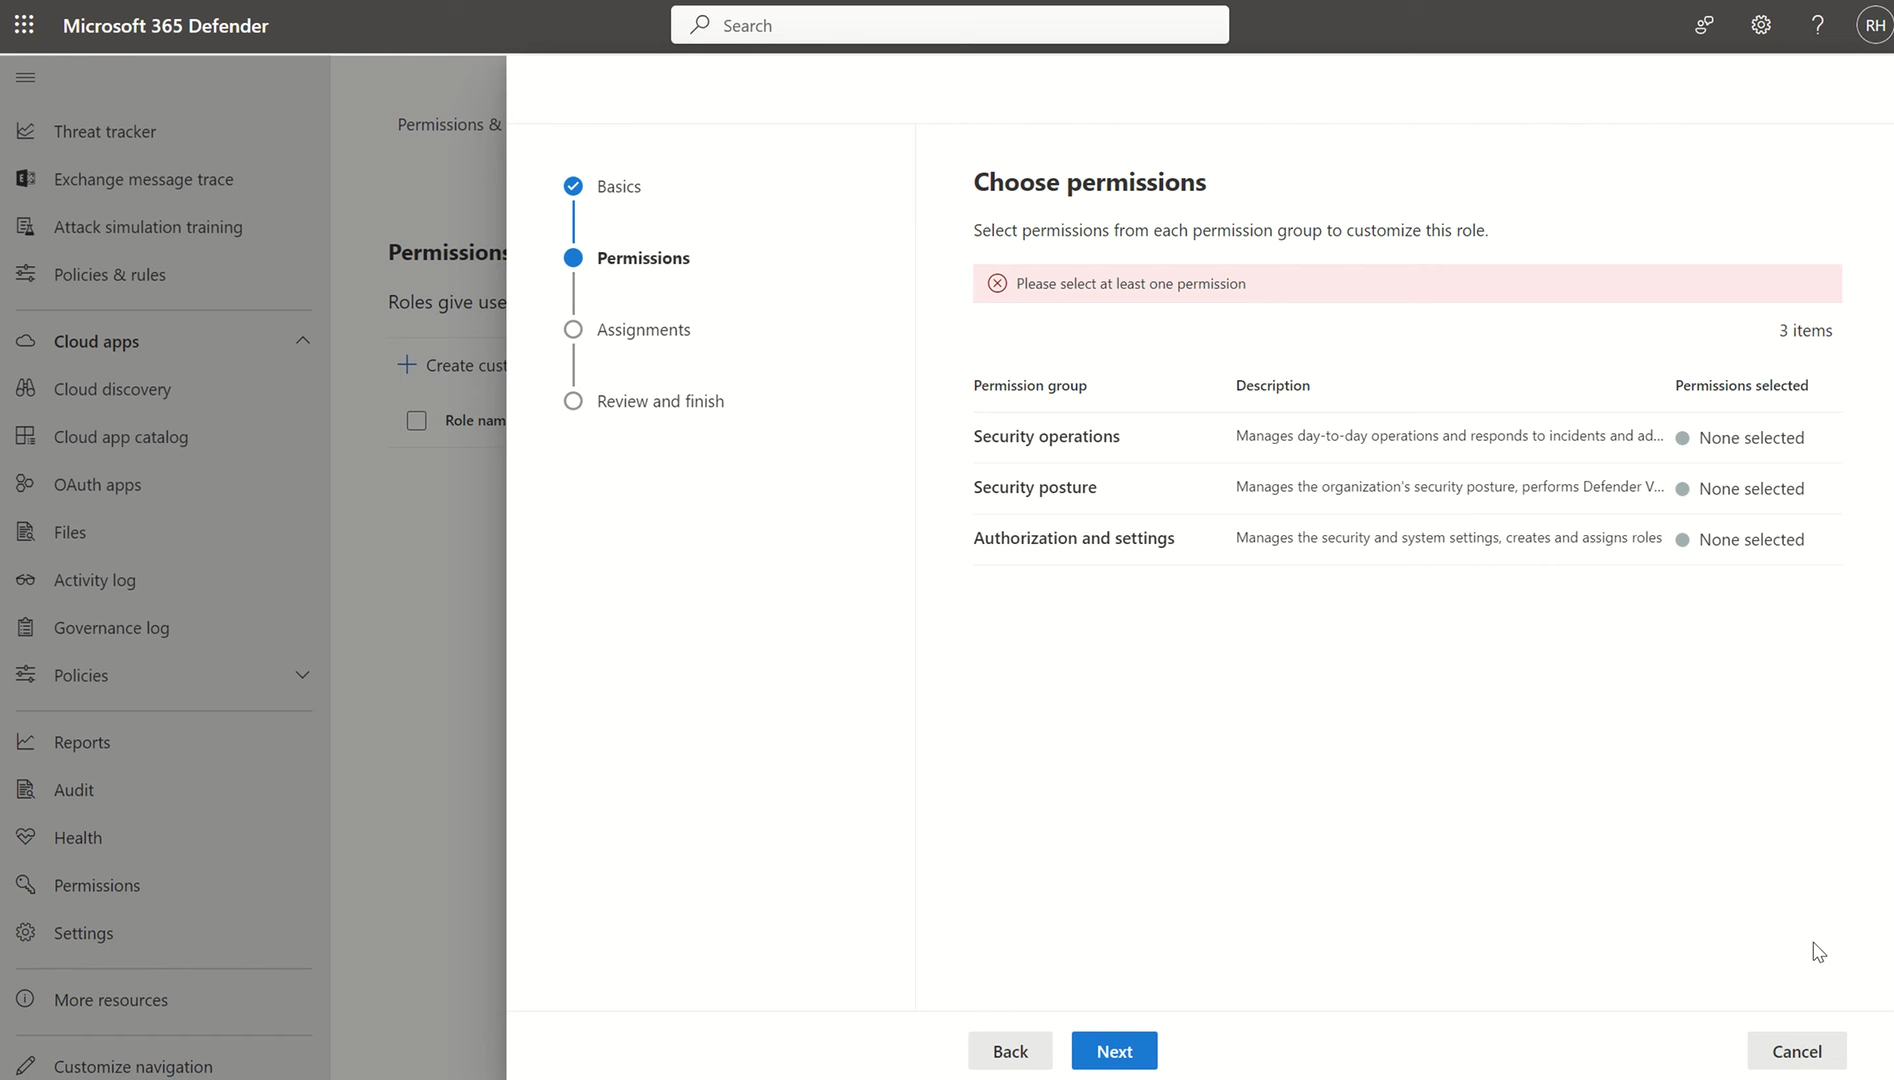 Microsoft 365 Defender
Search
RH
Threat tracker
Exchange message trace
Attack simulation training
Policies & rules
Cloud apps
Cloud discovery
Cloud app catalog
OAuth apps
Files
Activity log
Governance log
Policies
Reports
Audit
Health
Permissions
Settings
More resources
Customize navigation
Permissions &
Permissions
Roles give use
Create cust
Role nam
Basics
Permissions
Assignments
Review and finish
Choose permissions
Select permissions from each permission group to customize this role.
Please select at least one permission
3 items
Permission group Description Permissions selected
Security operations Manages day-to-day operations and responds to incidents and ad... None selected
Security posture Manages the organization's security posture, performs Defender V... None selected
Authorization and settings Manages the security and system settings, creates and assigns roles None selected
Back Next Cancel